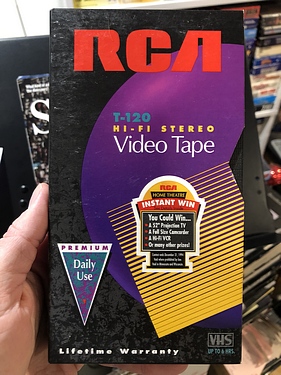 RCA
T-120
HI-FI STEREO
Video Tape
RCA
HOME THEATRE
INSTANT WIN
You Could Win...
A 52" Projection TV
A Full Size Camcorder
A Hi-Fi VCR
Or many other prizes!
PREMIUM
Daily
Use
Lifetime Warranty
VHS
UP TO 6 HRS.